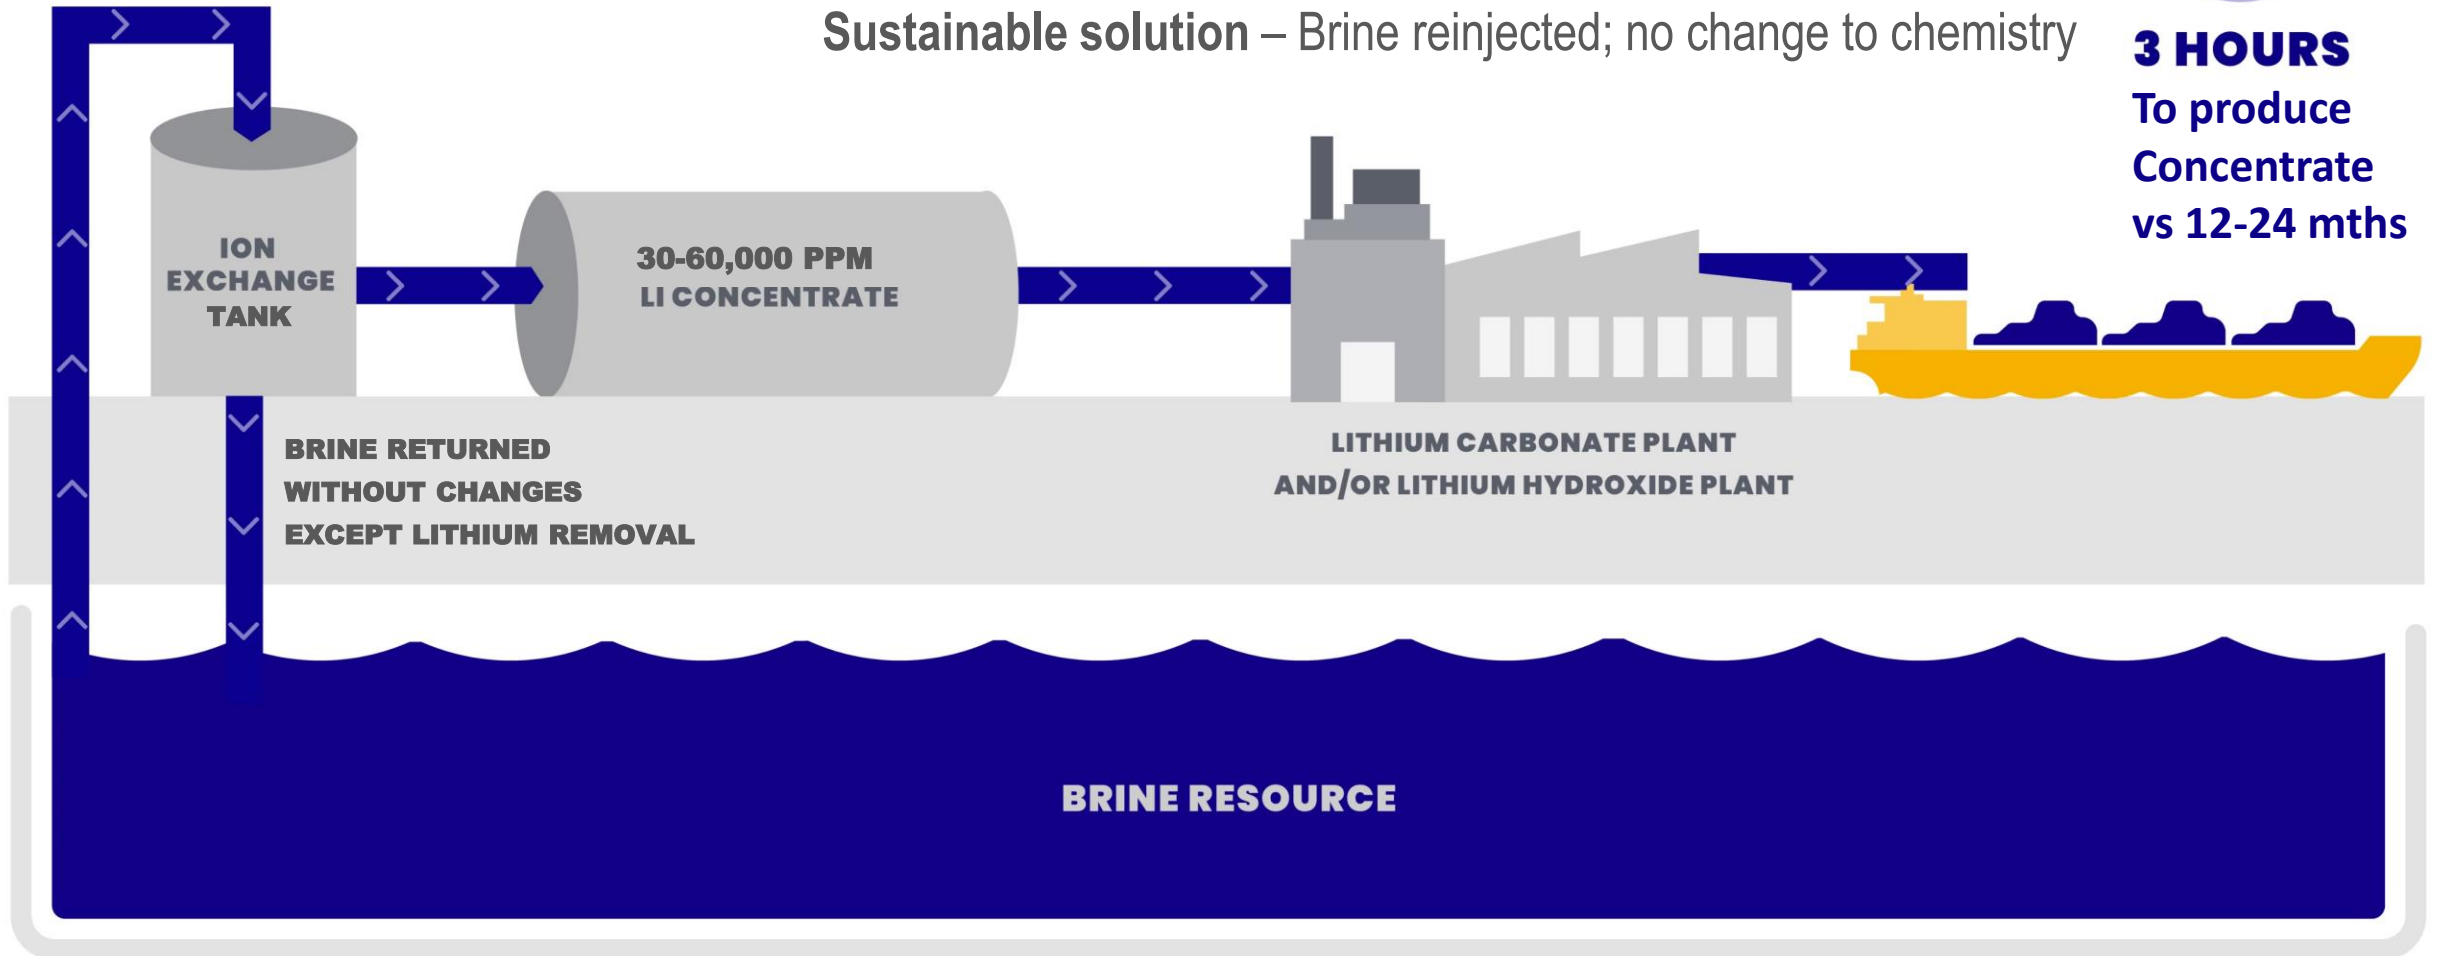 Sustainable solution – Brine reinjected; no change to chemistry
3 HOURS
To produce
Concentrate
vs 12-24 mths
ION
EXCHANGE
TANK
30-60,000 PPM
LI CONCENTRATE
BRINE RETURNED
WITHOUT CHANGES
EXCEPT LITHIUM REMOVAL
LITHIUM CARBONATE PLANT
AND/OR LITHIUM HYDROXIDE PLANT
BRINE RESOURCE